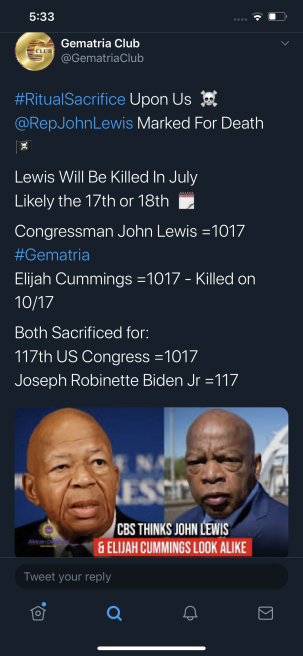 5:33
CLUB
Gematria Club
@GematriaClub
#RitualSacrifice Upon Us ☠️
@RepJohnLewis Marked For Death
🏴‍☠️
Lewis Will Be Killed In July
Likely the 17th or 18th 🗓
Congressman John Lewis =1017
#Gematria
Elijah Cummings =1017 - Killed on
10/17
Both Sacrificed for:
117th US Congress =1017
Joseph Robinette Biden Jr =117
CBS THINKS JOHN LEWIS
& ELIJAH CUMMINGS LOOK ALIKE
Tweet your reply